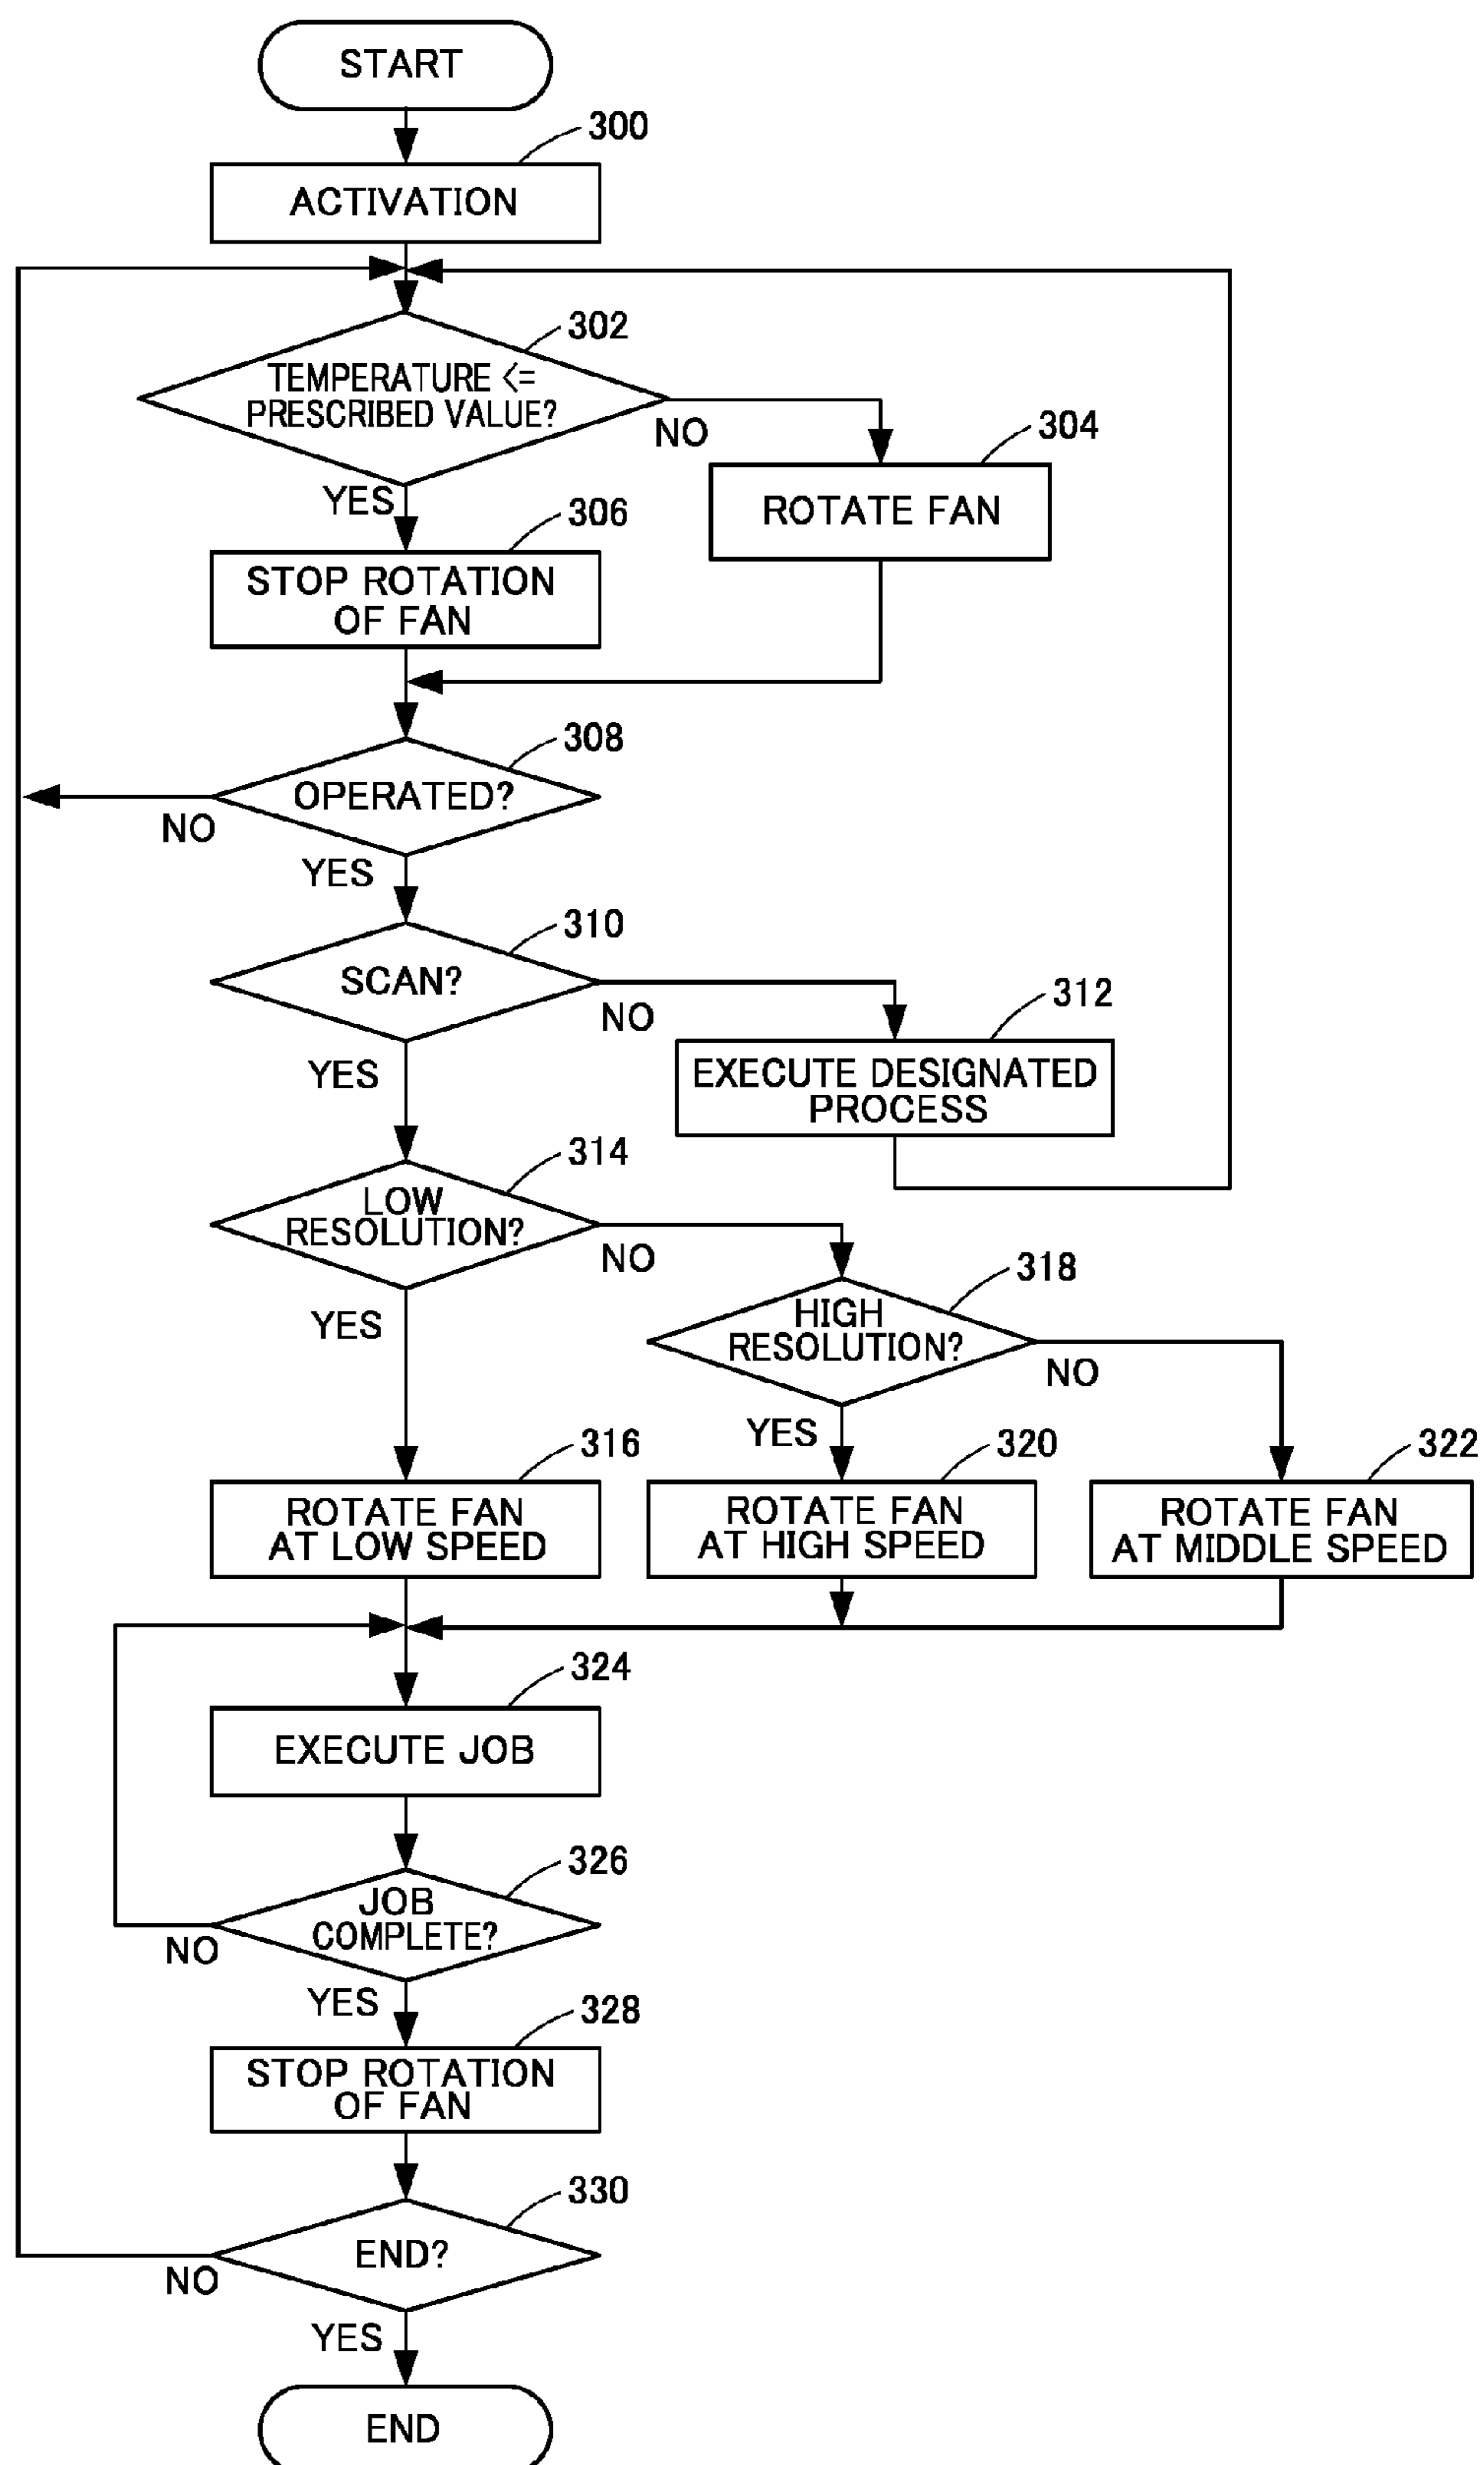 START
300
ACTIVATION
302
TEMPERATURE <=
PRESCRIBED VALUE?
NO
304
YES
306
ROTATE FAN
STOP ROTATION
OF FAN
308
OPERATED?
NO
YES
310
SCAN?
NO
312
YES
EXECUTE DESIGNATED
PROCESS
314
LOW
RESOLUTION?
NO
318
YES
HIGH
RESOLUTION?
NO
YES
316
320
322
ROTATE FAN
AT LOW SPEED
ROTATE FAN
AT HIGH SPEED
ROTATE FAN
AT MIDDLE SPEED
324
EXECUTE JOB
326
JOB
COMPLETE?
NO
YES
328
STOP ROTATION
OF FAN
330
END?
NO
YES
END